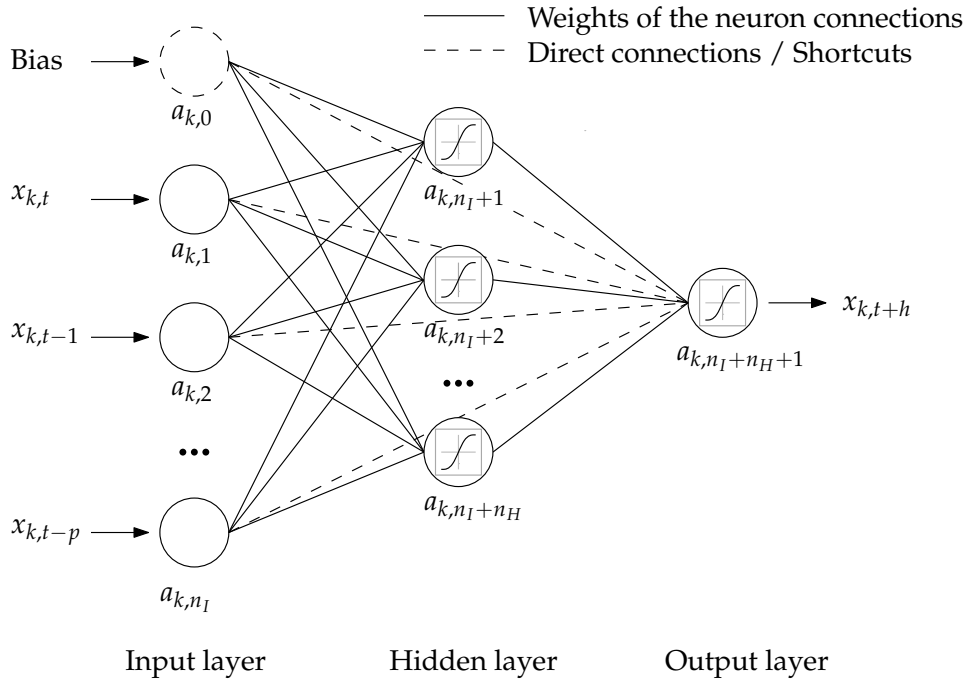 Weights of the neuron connections
Direct connections / Shortcuts
Bias
a_{k,0}
x_{k,t}
a_{k,1}
x_{k,t−1}
a_{k,2}
...
x_{k,t−p}
a_{k,n_I}
a_{k,n_I+1}
a_{k,n_I+2}
...
a_{k,n_I+n_H}
x_{k,t+h}
a_{k,n_I+n_H+1}
Input layer
Hidden layer
Output layer